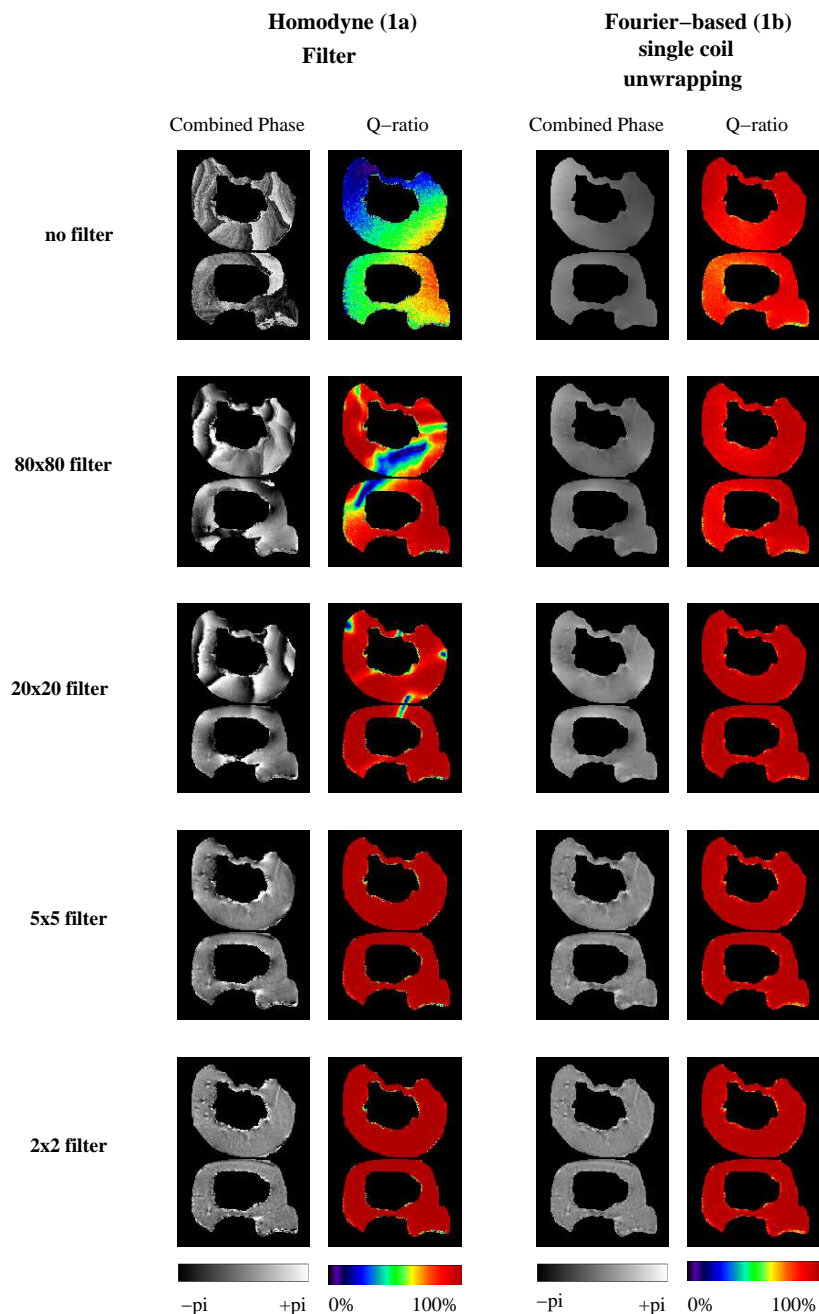 Homodyne (1a)
Filter
Fourier−based (1b)
single coil
unwrapping
Combined Phase
Q−ratio
Combined Phase
Q−ratio
no filter
80x80 filter
20x20 filter
5x5 filter
2x2 filter
−pi
+pi
0%
100%
−pi
+pi
0%
100%